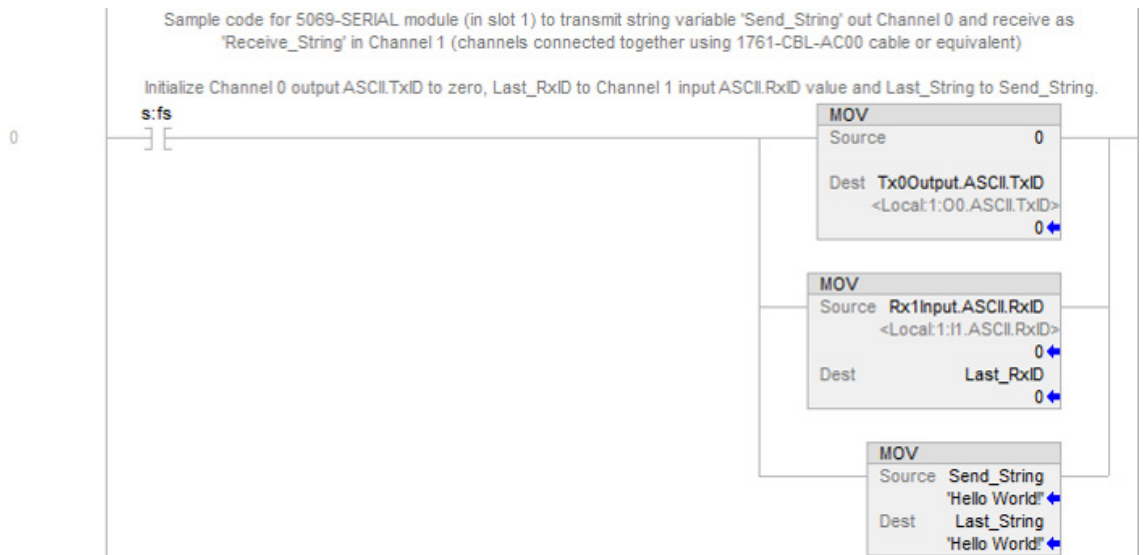 Sample code for 5069-SERIAL module (in slot 1) to transmit string variable 'Send_String' out Channel 0 and receive as
'Receive_String' in Channel 1 (channels connected together using 1761-CBL-AC00 cable or equivalent)
Initialize Channel 0 output ASCII.TxID to zero, Last_RxID to Channel 1 input ASCII.RxID value and Last_String to Send_String.
0
s:fs
MOV
Source 0
Dest Tx0Output.ASCII.TxID
<Local:1:O0.ASCII.TxID>
0
MOV
Source Rx1Input.ASCII.RxID
<Local:1:I1.ASCII.RxID>
0
Dest Last_RxID
0
MOV
Source Send_String
'Hello World!'
Dest Last_String
'Hello World!'